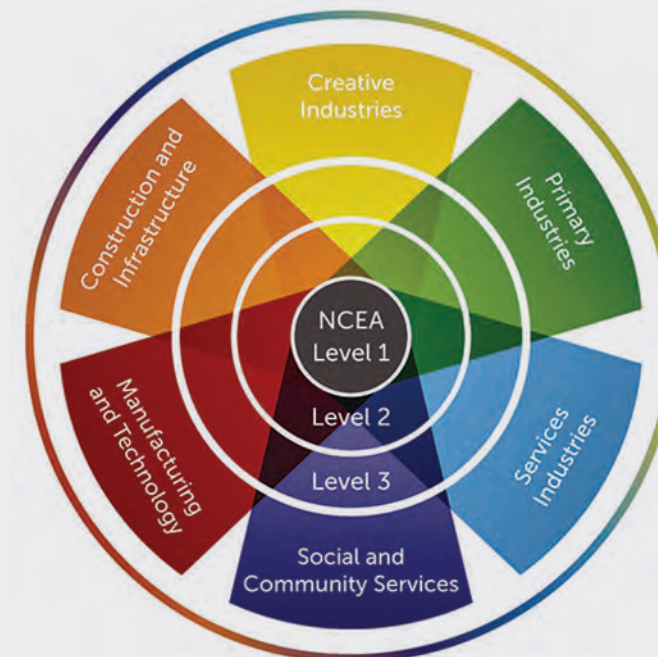 Creative
Industries
Primary
Industries
Services
Industries
Social and
Community Services
Manufacturing
and Technology
Construction and
Infrastructure
NCEA
Level 1
Level 2
Level 3